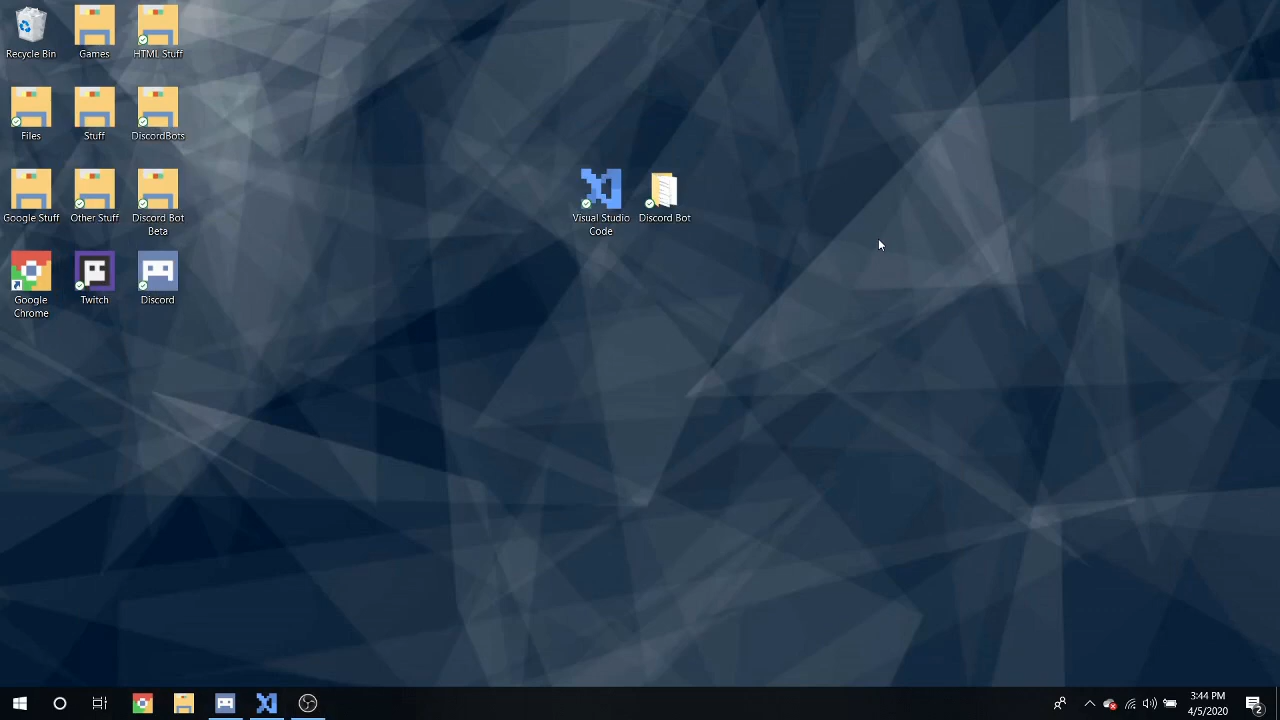 Recycle Bin
Games
HTML Stuff
Files
Stuff
DiscordBots
Google Stuff
Other Stuff
Discord Bot
Beta
Visual Studio
Code
Discord Bot
Google
Chrome
Twitch
Discord
3:44 PM
4/5/2020
2